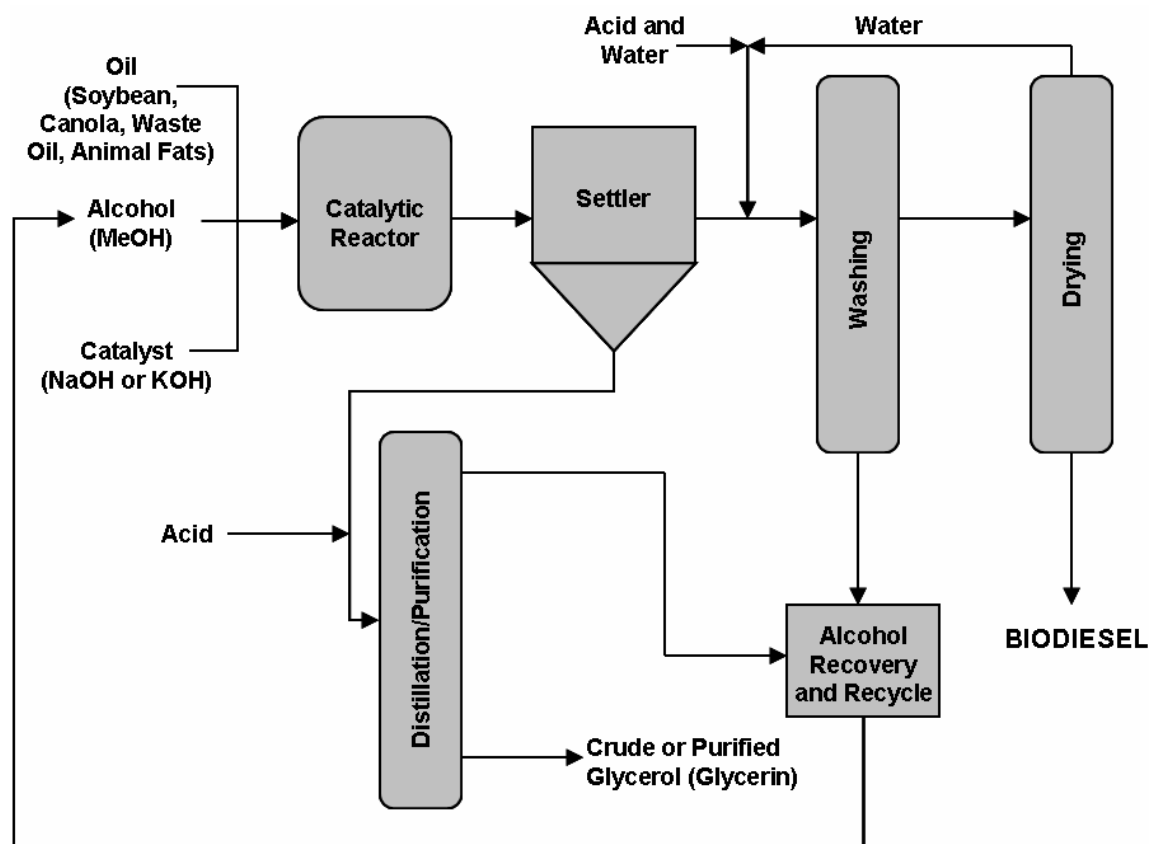 Acid and
Water
Water
Oil
(Soybean,
Canola, Waste
Oil, Animal Fats)
Alcohol
(MeOH)
Catalyst
(NaOH or KOH)
Catalytic
Reactor
Settler
Washing
Drying
Acid
Distillation/Purification
Alcohol
Recovery
and Recycle
BIODIESEL
Crude or Purified
Glycerol (Glycerin)